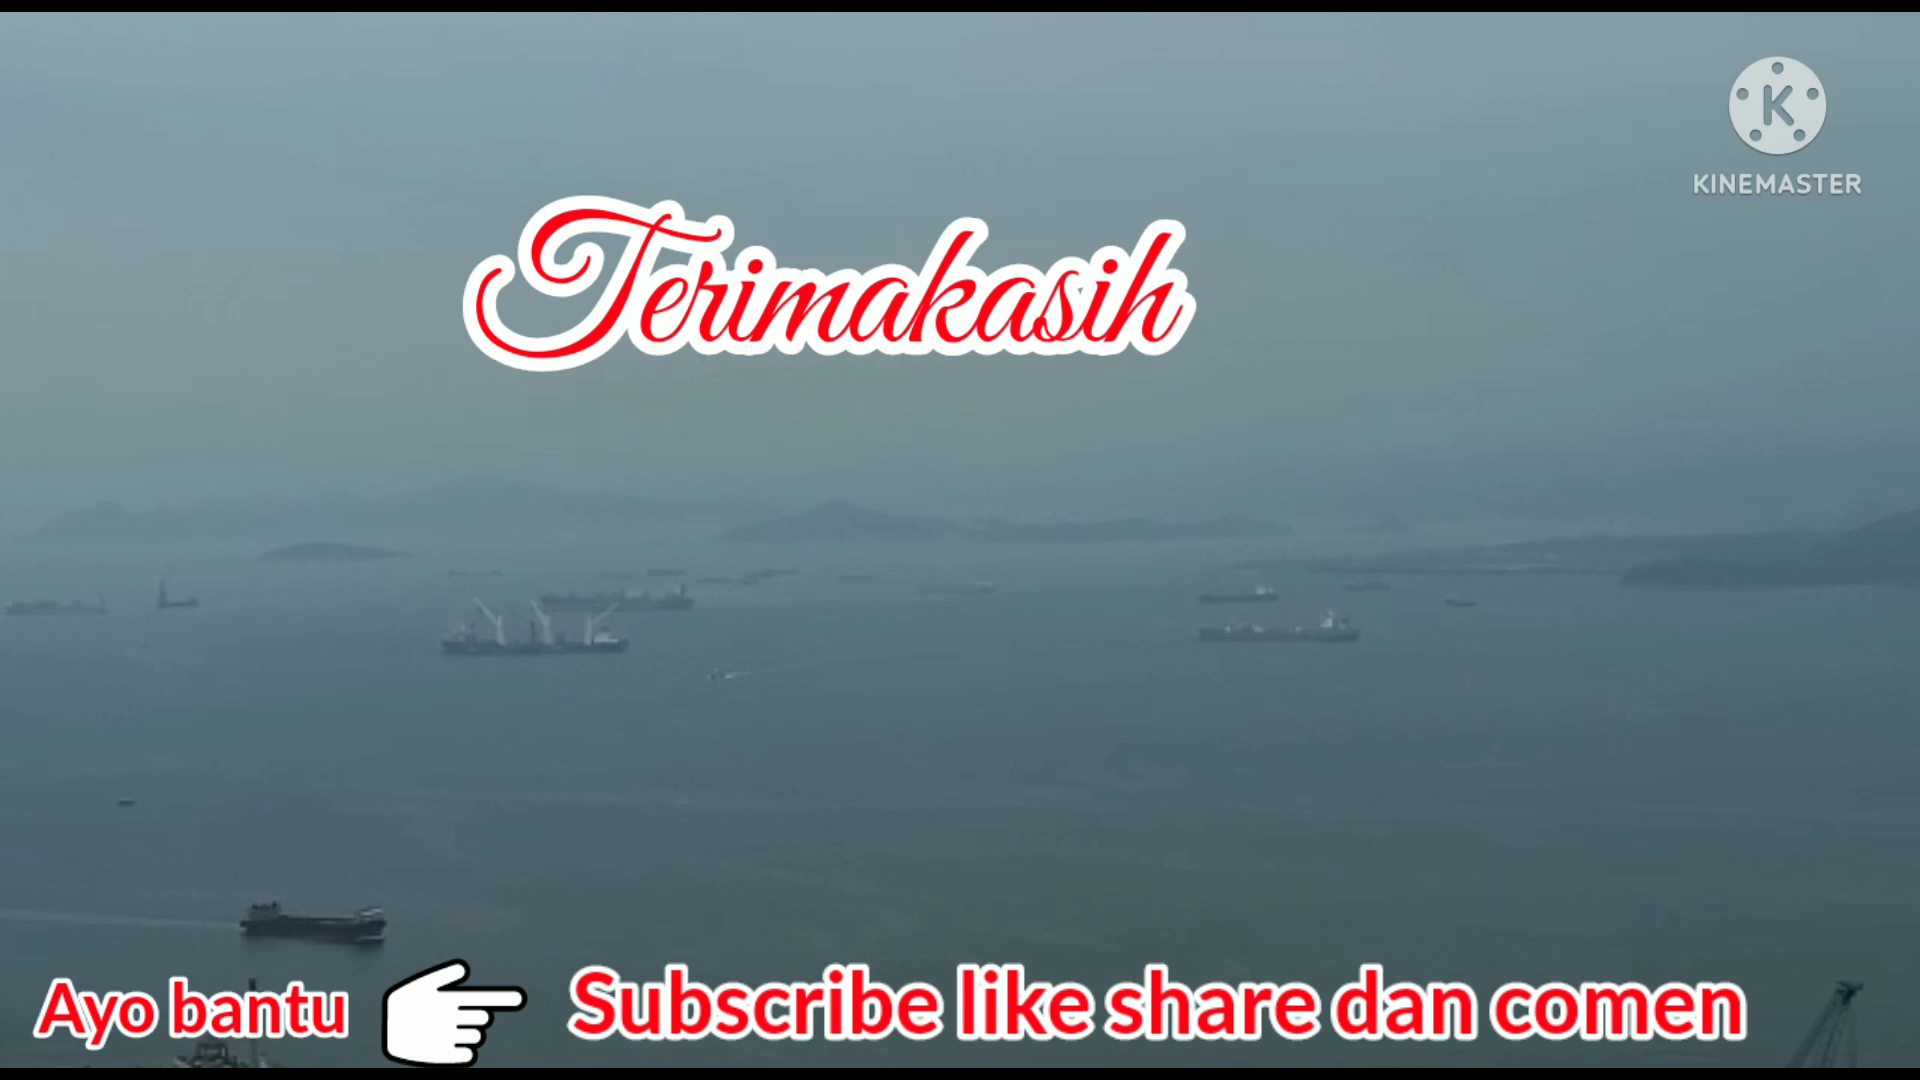 K
KINEMASTER
Terimakasih
Ayo bantu
Subscribe like share dan comen